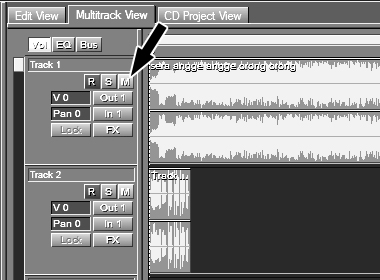 Edit View Multitrack View CD Project View
Vol EQ Bus
Track 1
sera angge angge orong orong
R S M
V 0 Out 1
Pan 0 In 1
Lock FX
Track 2
Track
R S M
V 0 Out 1
Pan 0 In 1
Lock FX